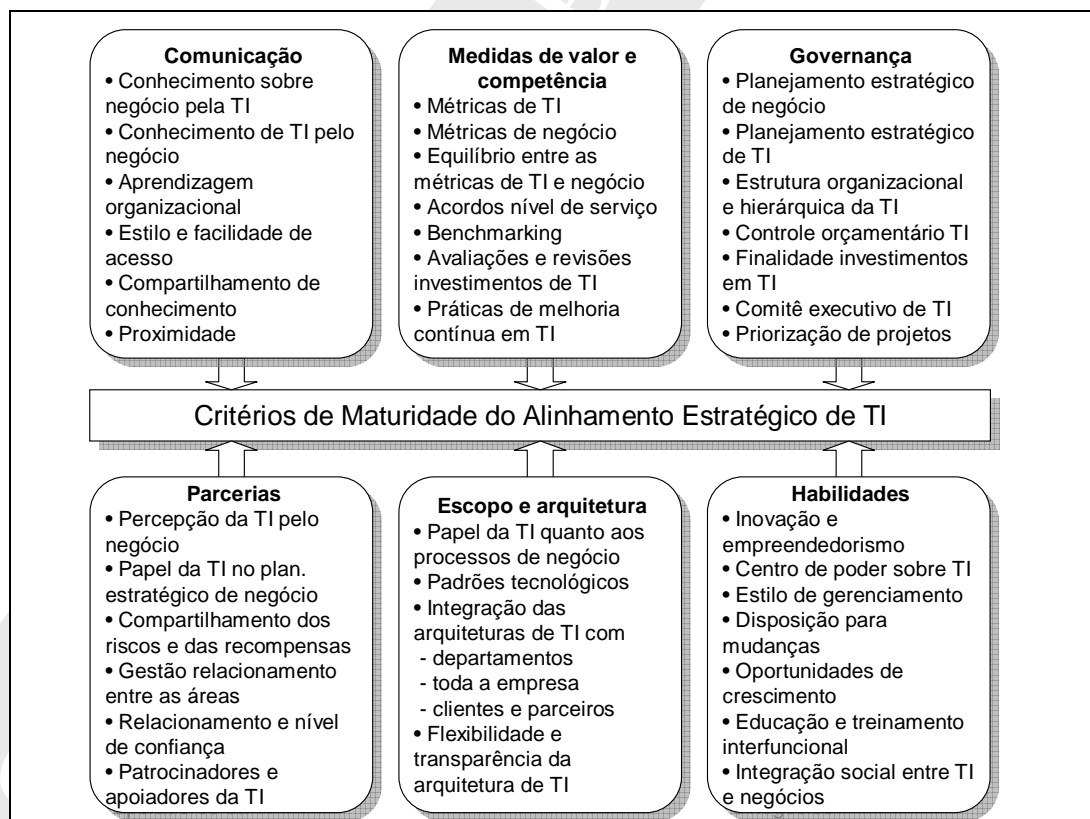 Comunicação
• Conhecimento sobre
negócio pela TI
• Conhecimento de TI pelo
negócio
• Aprendizagem
organizacional
• Estilo e facilidade de
acesso
• Compartilhamento de
conhecimento
• Proximidade
Medidas de valor e
competência
• Métricas de TI
• Métricas de negócio
• Equilíbrio entre as
métricas de TI e negócio
• Acordos nível de serviço
• Benchmarking
• Avaliações e revisões
investimentos de TI
• Práticas de melhoria
contínua em TI
Governança
• Planejamento estratégico
de negócio
• Planejamento estratégico
de TI
• Estrutura organizacional
e hierárquica da TI
• Controle orçamentário TI
• Finalidade investimentos
em TI
• Comitê executivo de TI
• Priorização de projetos
Critérios de Maturidade do Alinhamento Estratégico de TI
Parcerias
• Percepção da TI pelo
negócio
• Papel da TI no plan.
estratégico de negócio
• Compartilhamento dos
riscos e das recompensas
• Gestão relacionamento
entre as áreas
• Relacionamento e nível
de confiança
• Patrocinadores e
apoiadores da TI
Escopo e arquitetura
• Papel da TI quanto aos
processos de negócio
• Padrões tecnológicos
• Integração das
arquiteturas de TI com
- departamentos
- toda a empresa
- clientes e parceiros
• Flexibilidade e
transparência da
arquitetura de TI
Habilidades
• Inovação e
empreendedorismo
• Centro de poder sobre TI
• Estilo de gerenciamento
• Disposição para
mudanças
• Oportunidades de
crescimento
• Educação e treinamento
interfuncional
• Integração social entre TI
e negócios